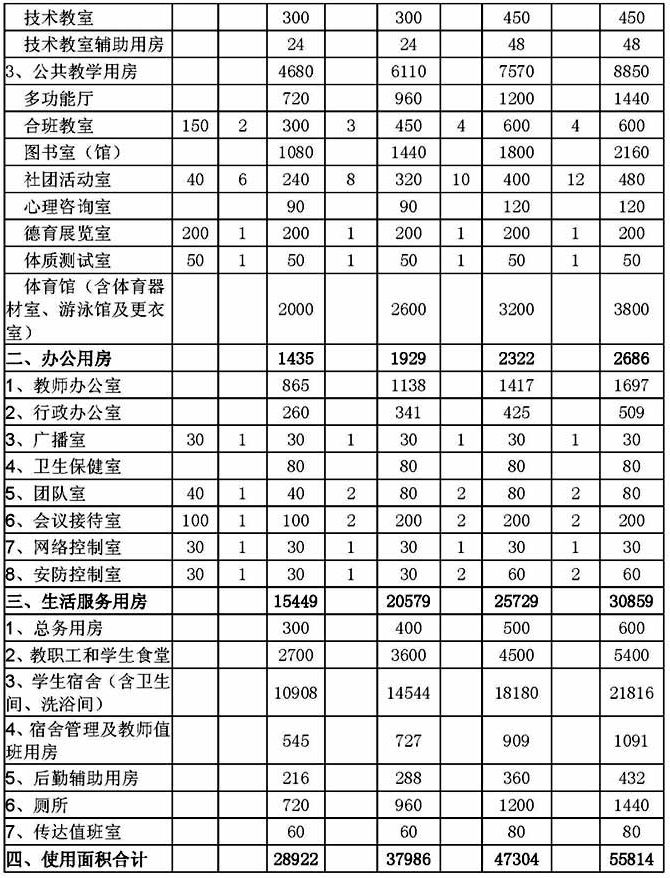 技术教室 300 300 450 450
技术教室辅助用房 24 24 48 48
3、公共教学用房 4680 6110 7570 8850
多功能厅 720 960 1200 1440
合班教室 150 2 300 3 450 4 600 4 600
图书室（馆） 1080 1440 1800 2160
社团活动室 40 6 240 8 320 10 400 12 480
心理咨询室 90 90 120 120
德育展览室 200 1 200 1 200 1 200 1 200
体质测试室 50 1 50 1 50 1 50 1 50
体育馆（含体育器
材室、游泳馆及更衣 2000 2600 3200 3800
室）
二、办公用房 1435 1929 2322 2686
1、教师办公室 865 1138 1417 1697
2、行政办公室 260 341 425 509
3、广播室 30 1 30 1 30 1 30 1 30
4、卫生保健室 80 80 80 80
5、团队室 40 1 40 2 80 2 80 2 80
6、会议接待室 100 1 100 2 200 2 200 2 200
7、网络控制室 30 1 30 1 30 1 30 1 30
8、安防控制室 30 1 30 1 30 2 60 2 60
三、生活服务用房 15449 20579 25729 30859
1、总务用房 300 400 500 600
2、教职工和学生食堂 2700 3600 4500 5400
3、学生宿舍（含卫生
间、洗浴间） 10908 14544 18180 21816
4、宿舍管理及教师值
班用房 545 727 909 1091
5、后勤辅助用房 216 288 360 432
6、厕所 720 960 1200 1440
7、传达值班室 60 60 80 80
四、使用面积合计 28922 37986 47304 55814